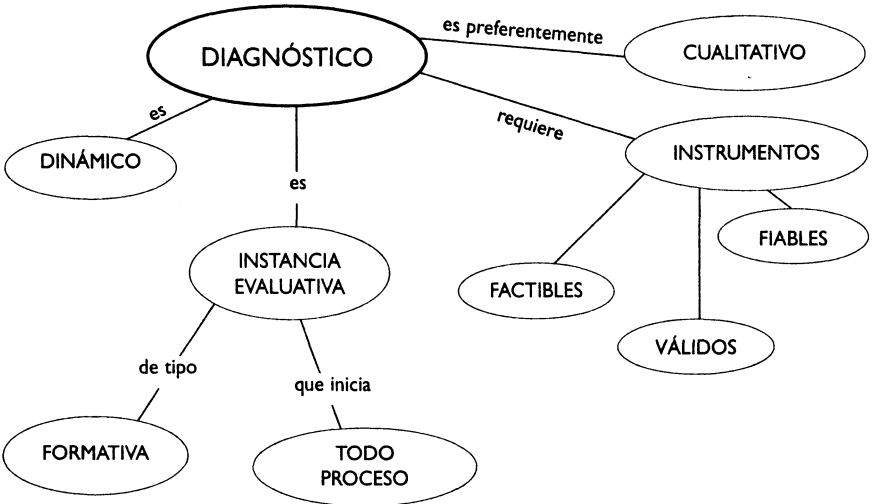 es preferentemente
DIAGNÓSTICO
CUALITATIVO
es
requiere
DINÁMICO
INSTRUMENTOS
es
FIABLES
INSTANCIA
EVALUATIVA
FACTIBLES
VÁLIDOS
de tipo
que inicia
FORMATIVA
TODO
PROCESO